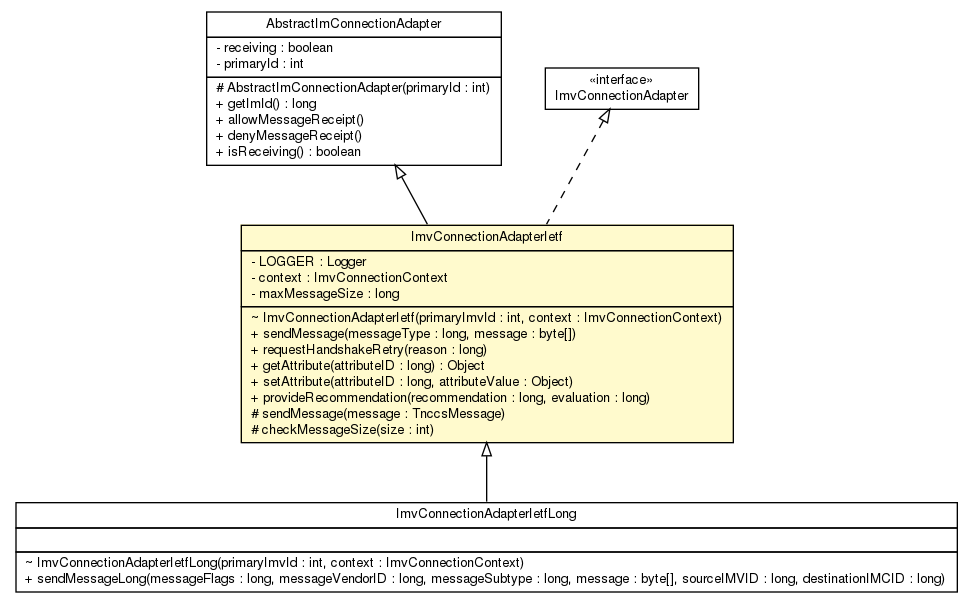 AbstractImConnectionAdapter
- receiving : boolean
- primaryId : int
# AbstractImConnectionAdapter(primaryId : int)
+ getImId() : long
+ allowMessageReceipt()
+ denyMessageReceipt()
+ isReceiving() : boolean
«interface»
ImvConnectionAdapter
ImvConnectionAdapterIetf
- LOGGER : Logger
- context : ImvConnectionContext
- maxMessageSize : long
~ ImvConnectionAdapterIetf(primaryImvId : int, context : ImvConnectionContext)
+ sendMessage(messageType : long, message : byte[])
+ requestHandshakeRetry(reason : long)
+ getAttribute(attributeID : long) : Object
+ setAttribute(attributeID : long, attributeValue : Object)
+ provideRecommendation(recommendation : long, evaluation : long)
# sendMessage(message : TnccsMessage)
# checkMessageSize(size : int)
ImvConnectionAdapterIetfLong
~ ImvConnectionAdapterIetfLong(primaryImvId : int, context : ImvConnectionContext)
+ sendMessageLong(messageFlags : long, messageVendorID : long, messageSubtype : long, message : byte[], sourceIMVID : long, destinationIMCID : long)